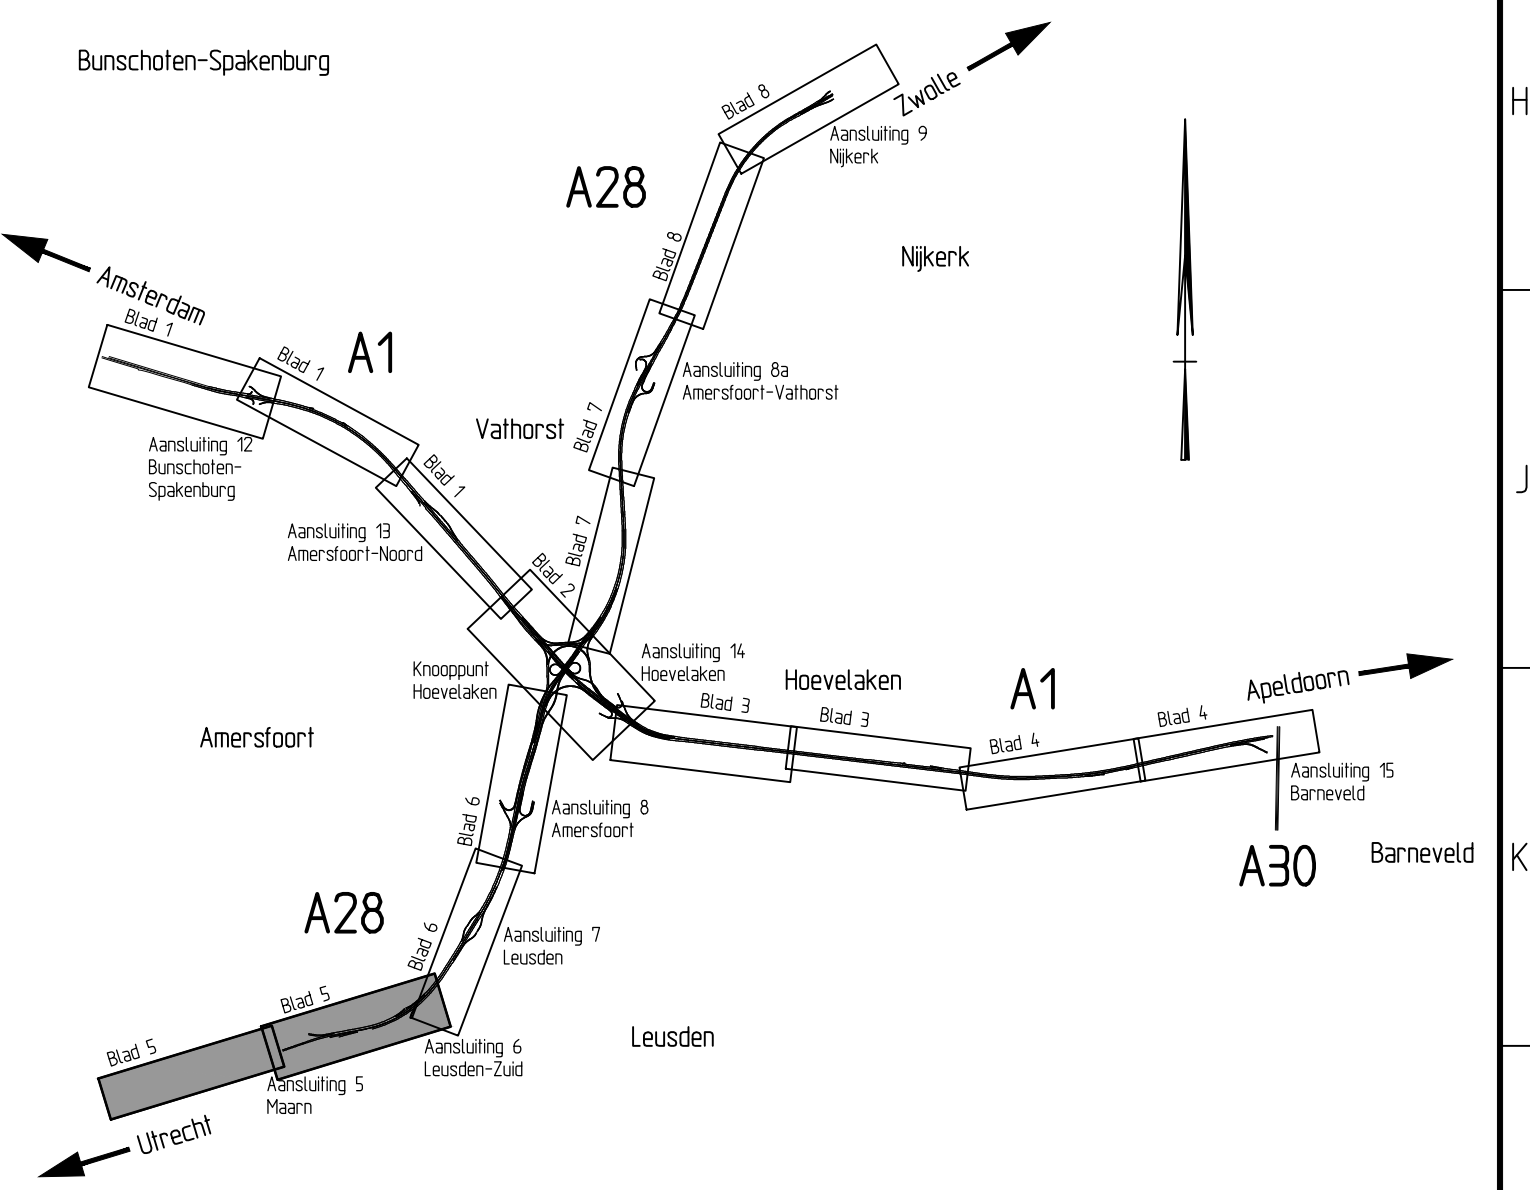 Bunschoten-Spakenburg
Zwolle
Blad 8
Aansluiting 9
Nijkerk
H
A28
Blad 8
Nijkerk
Amsterdam
Blad 1
A1
Blad 1
Aansluiting 8a
Amersfoort-Vathorst
Vathorst
Blad 7
Aansluiting 12
Bunschoten-
Spakenburg
Blad 1
J
Aansluiting 13
Amersfoort-Noord
Blad 7
Blad 2
Knooppunt
Hoevelaken
Aansluiting 14
Hoevelaken
Hoevelaken
A1
Apeldoorn
Blad 3
Blad 3
Blad 4
Blad 4
Amersfoort
Aansluiting 15
Barneveld
Blad 6
Aansluiting 8
Amersfoort
A30
Barneveld
K
A28
Blad 6
Aansluiting 7
Leusden
Blad 5
Blad 5
Leusden
Aansluiting 6
Leusden-Zuid
Aansluiting 5
Maarn
Utrecht